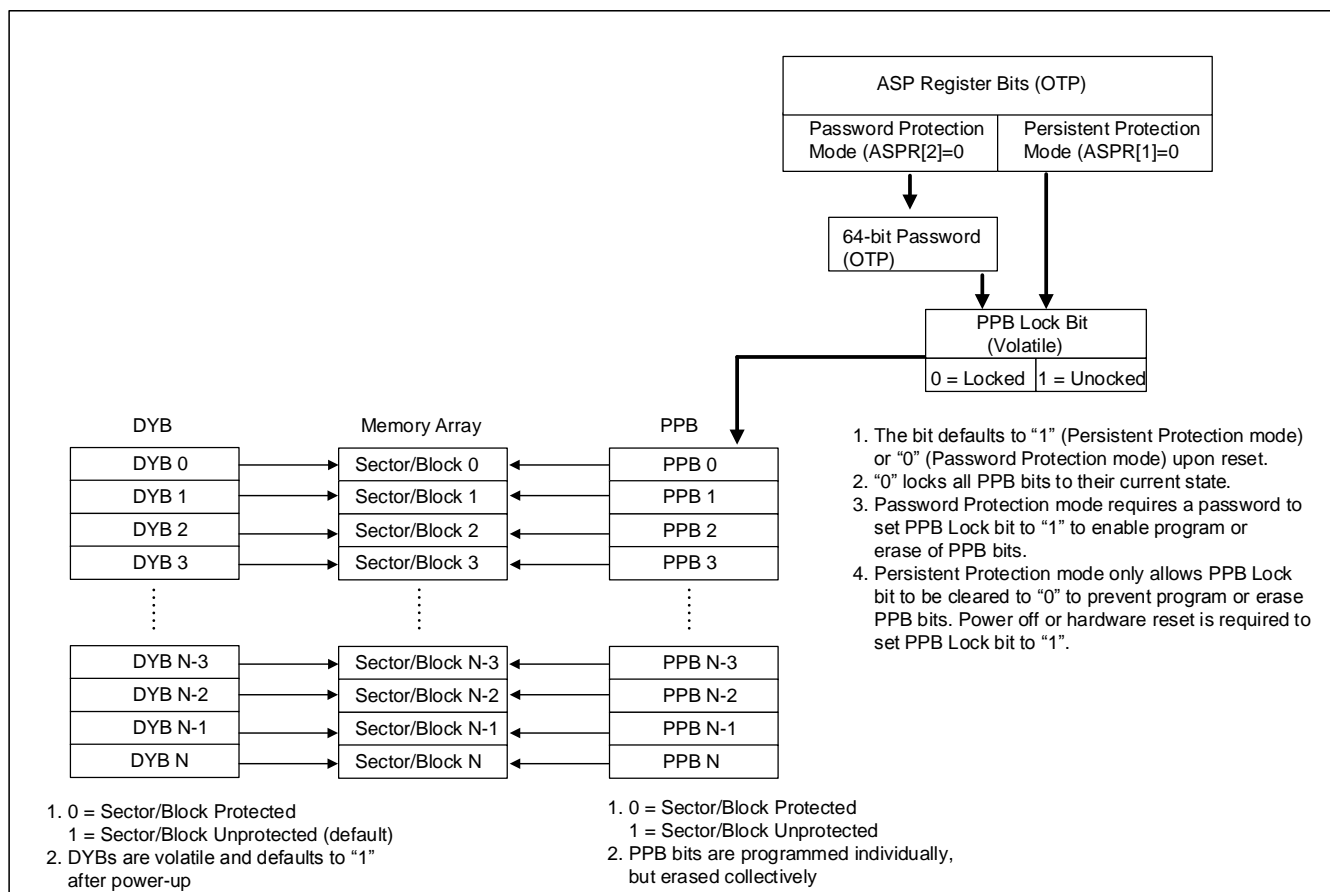 ASP Register Bits (OTP)
Password Protection
Mode (ASPR[2]=0
Persistent Protection
Mode (ASPR[1]=0
64-bit Password
(OTP)
PPB Lock Bit
(Volatile)
0 = Locked
1 = Unocked
1. The bit defaults to “1” (Persistent Protection mode)
or “0” (Password Protection mode) upon reset.
2. “0” locks all PPB bits to their current state.
3. Password Protection mode requires a password to
set PPB Lock bit to “1” to enable program or
erase of PPB bits.
4. Persistent Protection mode only allows PPB Lock
bit to be cleared to “0” to prevent program or erase
PPB bits. Power off or hardware reset is required to
set PPB Lock bit to “1”.
DYB
Memory Array
PPB
DYB 0
Sector/Block 0
PPB 0
DYB 1
Sector/Block 1
PPB 1
DYB 2
Sector/Block 2
PPB 2
DYB 3
Sector/Block 3
PPB 3
DYB N-3
Sector/Block N-3
PPB N-3
DYB N-2
Sector/Block N-2
PPB N-2
DYB N-1
Sector/Block N-1
PPB N-1
DYB N
Sector/Block N
PPB N
1. 0 = Sector/Block Protected
1 = Sector/Block Unprotected (default)
2. DYBs are volatile and defaults to “1”
after power-up
1. 0 = Sector/Block Protected
1 = Sector/Block Unprotected
2. PPB bits are programmed individually,
but erased collectively